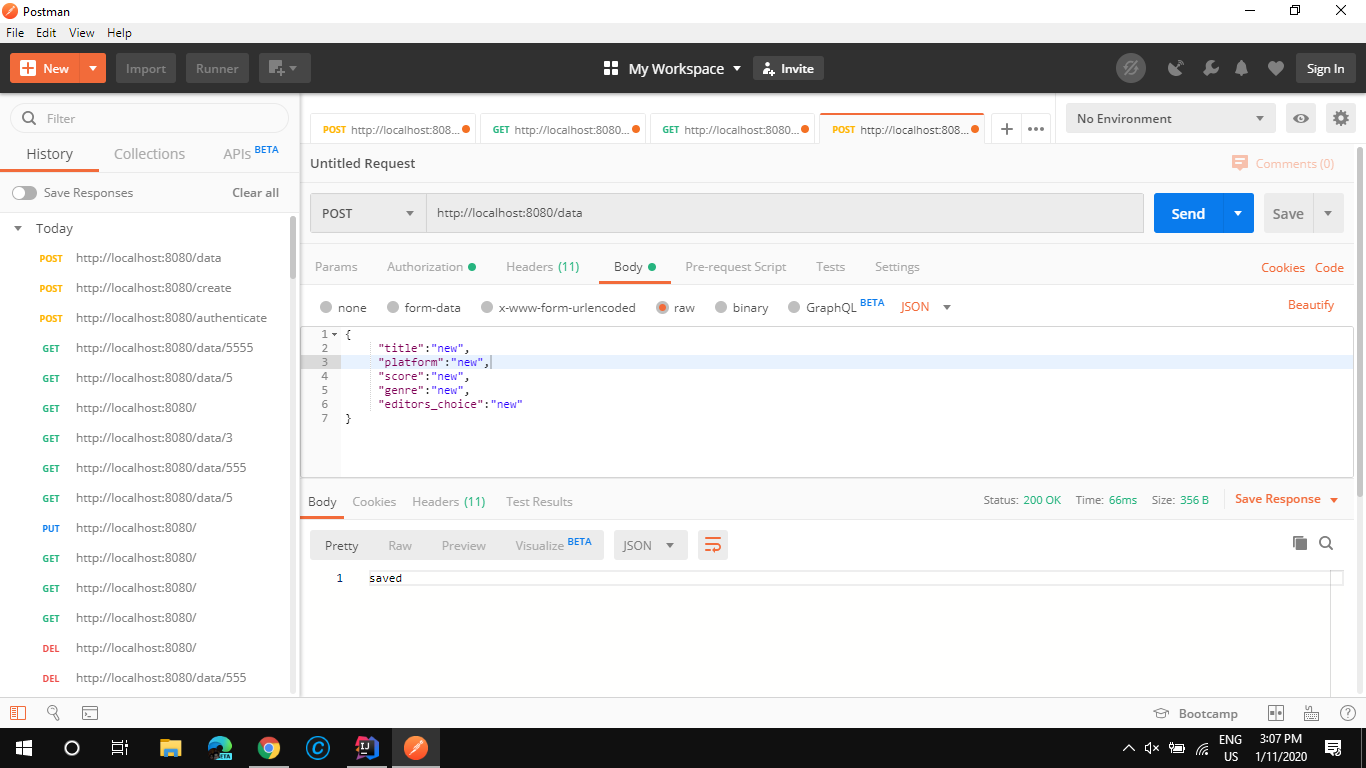 Postman
File Edit View Help
New Import Runner My Workspace Invite Sign In
Filter
History Collections APIs BETA
Save Responses Clear all
Today
POST http://localhost:8080/data
POST http://localhost:8080/create
POST http://localhost:8080/authenticate
GET http://localhost:8080/data/5555
GET http://localhost:8080/data/5
GET http://localhost:8080/
GET http://localhost:8080/data/3
GET http://localhost:8080/data/555
GET http://localhost:8080/data/5
PUT http://localhost:8080/
GET http://localhost:8080/
GET http://localhost:8080/
GET http://localhost:8080/
DEL http://localhost:8080/
DEL http://localhost:8080/data/555
POST http://localhost:808... GET http://localhost:8080... GET http://localhost:8080... POST http://localhost:808... + ••• No Environment
Untitled Request Comments (0)
POST http://localhost:8080/data Send Save
Params Authorization Headers (11) Body Pre-request Script Tests Settings Cookies Code
none form-data x-www-form-urlencoded raw binary GraphQL BETA JSON Beautify
1 {
2 "title":"new",
3 "platform":"new",
4 "score":"new",
5 "genre":"new",
6 "editors_choice":"new"
7 }
Body Cookies Headers (11) Test Results Status: 200 OK Time: 66ms Size: 356 B Save Response
Pretty Raw Preview Visualize BETA JSON
1 saved
Bootcamp ?
BETA C IJ ENG 3:07 PM
US 1/11/2020